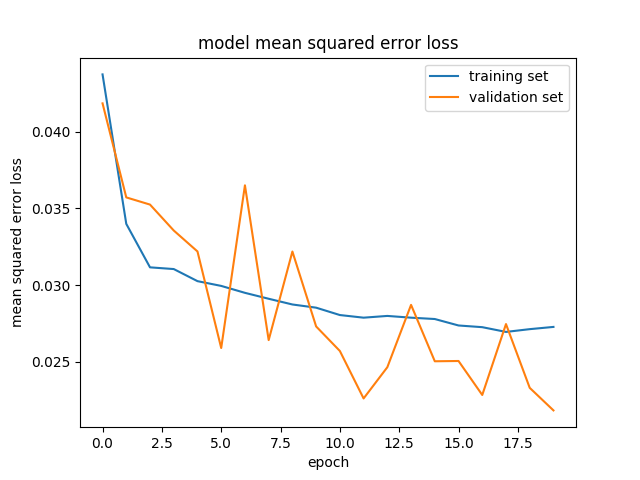 model mean squared error loss
training set
validation set
0.040
0.035
0.030
0.025
mean squared error loss
0.0 2.5 5.0 7.5 10.0 12.5 15.0 17.5
epoch